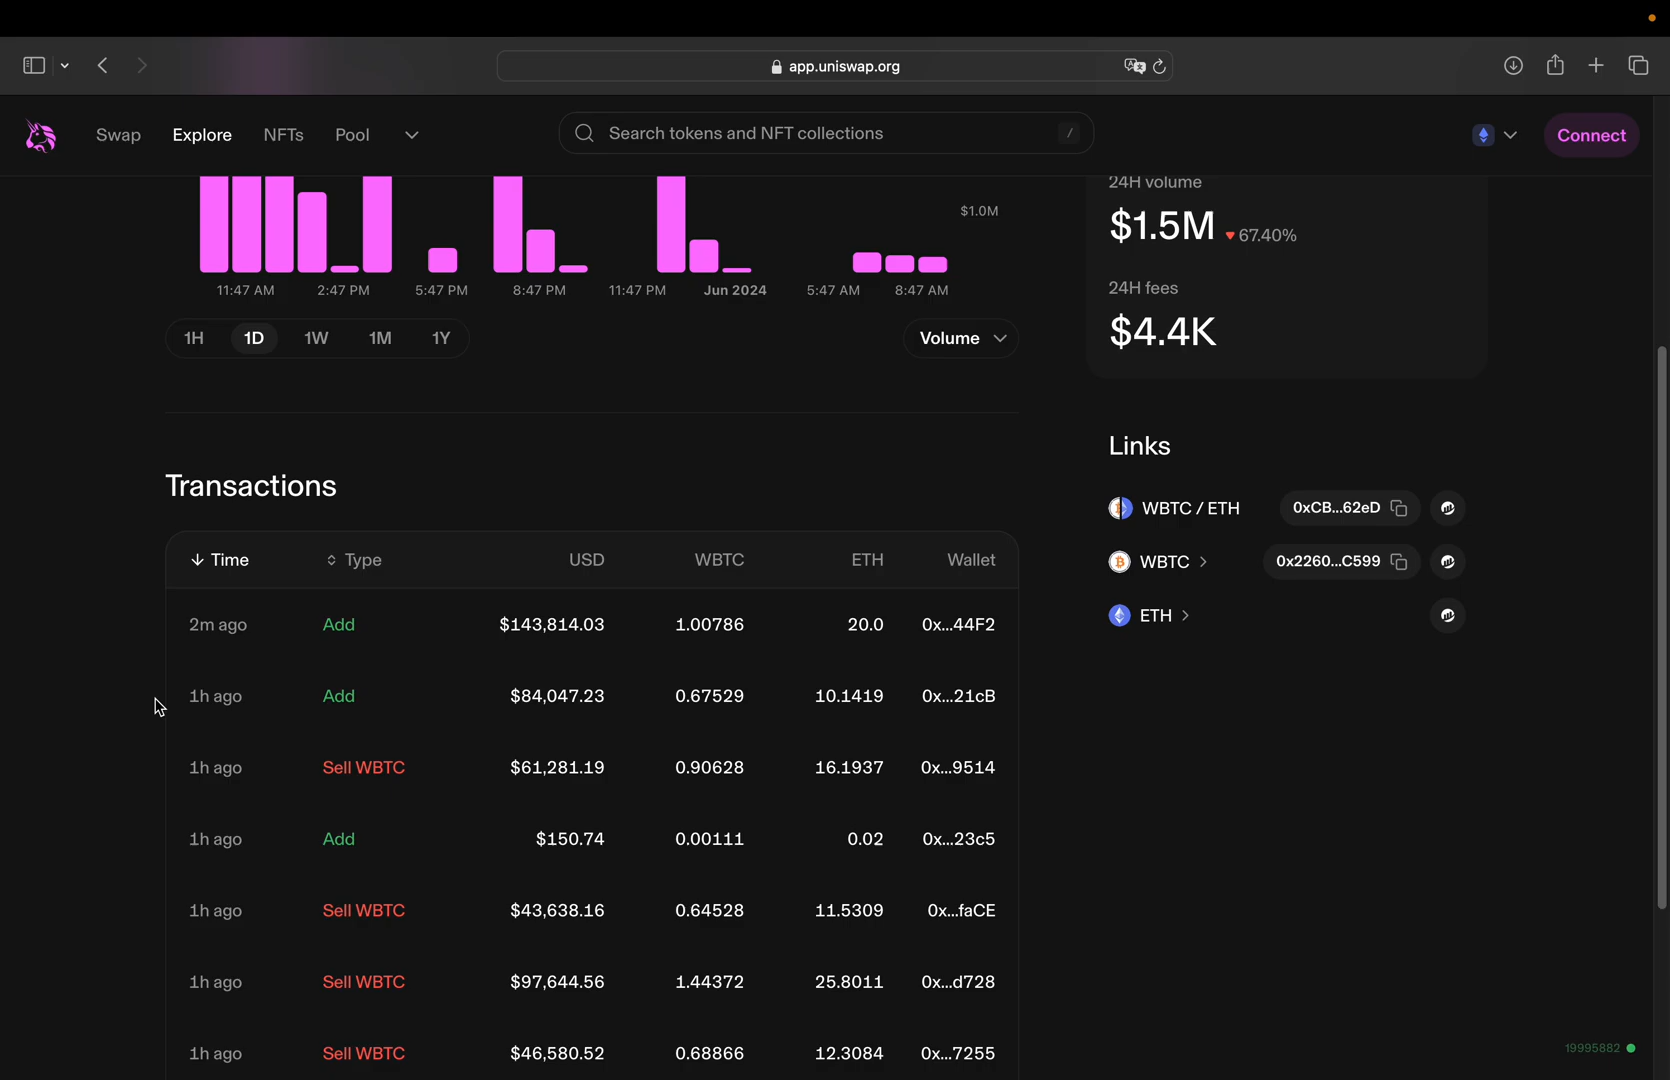 app.uniswap.org
Swap Explore NFTs Pool Search tokens and NFT collections / Connect
24H volume
$1.0M
$1.5M 67.40%
11:47 AM 2:47 PM 5:47 PM 8:47 PM 11:47 PM Jun 2024 5:47 AM 8:47 AM
24H fees
$4.4K
1H 1D 1W 1M 1Y Volume
Links
Transactions
WBTC / ETH 0xCB...62eD
WBTC 0x2260...C599
ETH
Time Type USD WBTC ETH Wallet
2m ago Add $143,814.03 1.00786 20.0 0x...44F2
1h ago Add $84,047.23 0.67529 10.1419 0x...21cB
1h ago Sell WBTC $61,281.19 0.90628 16.1937 0x...9514
1h ago Add $150.74 0.00111 0.02 0x...23c5
1h ago Sell WBTC $43,638.16 0.64528 11.5309 0x...faCE
1h ago Sell WBTC $97,644.56 1.44372 25.8011 0x...d728
1h ago Sell WBTC $46,580.52 0.68866 12.3084 0x...7255
19995882